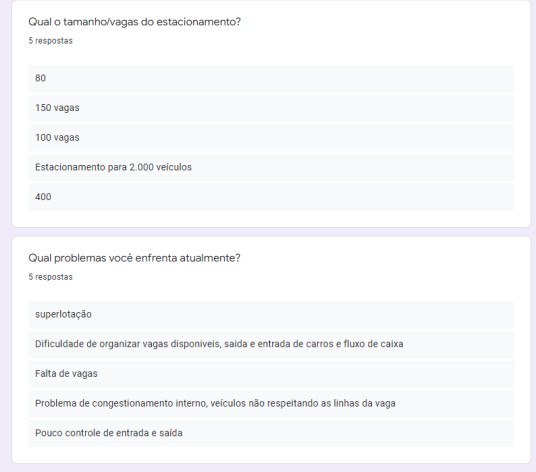 Qual o tamanho/vagas do estacionamento?
5 respostas
80
150 vagas
100 vagas
Estacionamento para 2.000 veículos
400
Qual problemas você enfrenta atualmente?
5 respostas
superlotação
Dificuldade de organizar vagas disponiveis, saida e entrada de carros e fluxo de caixa
Falta de vagas
Problema de congestionamento interno, veículos não respeitando as linhas da vaga
Pouco controle de entrada e saída